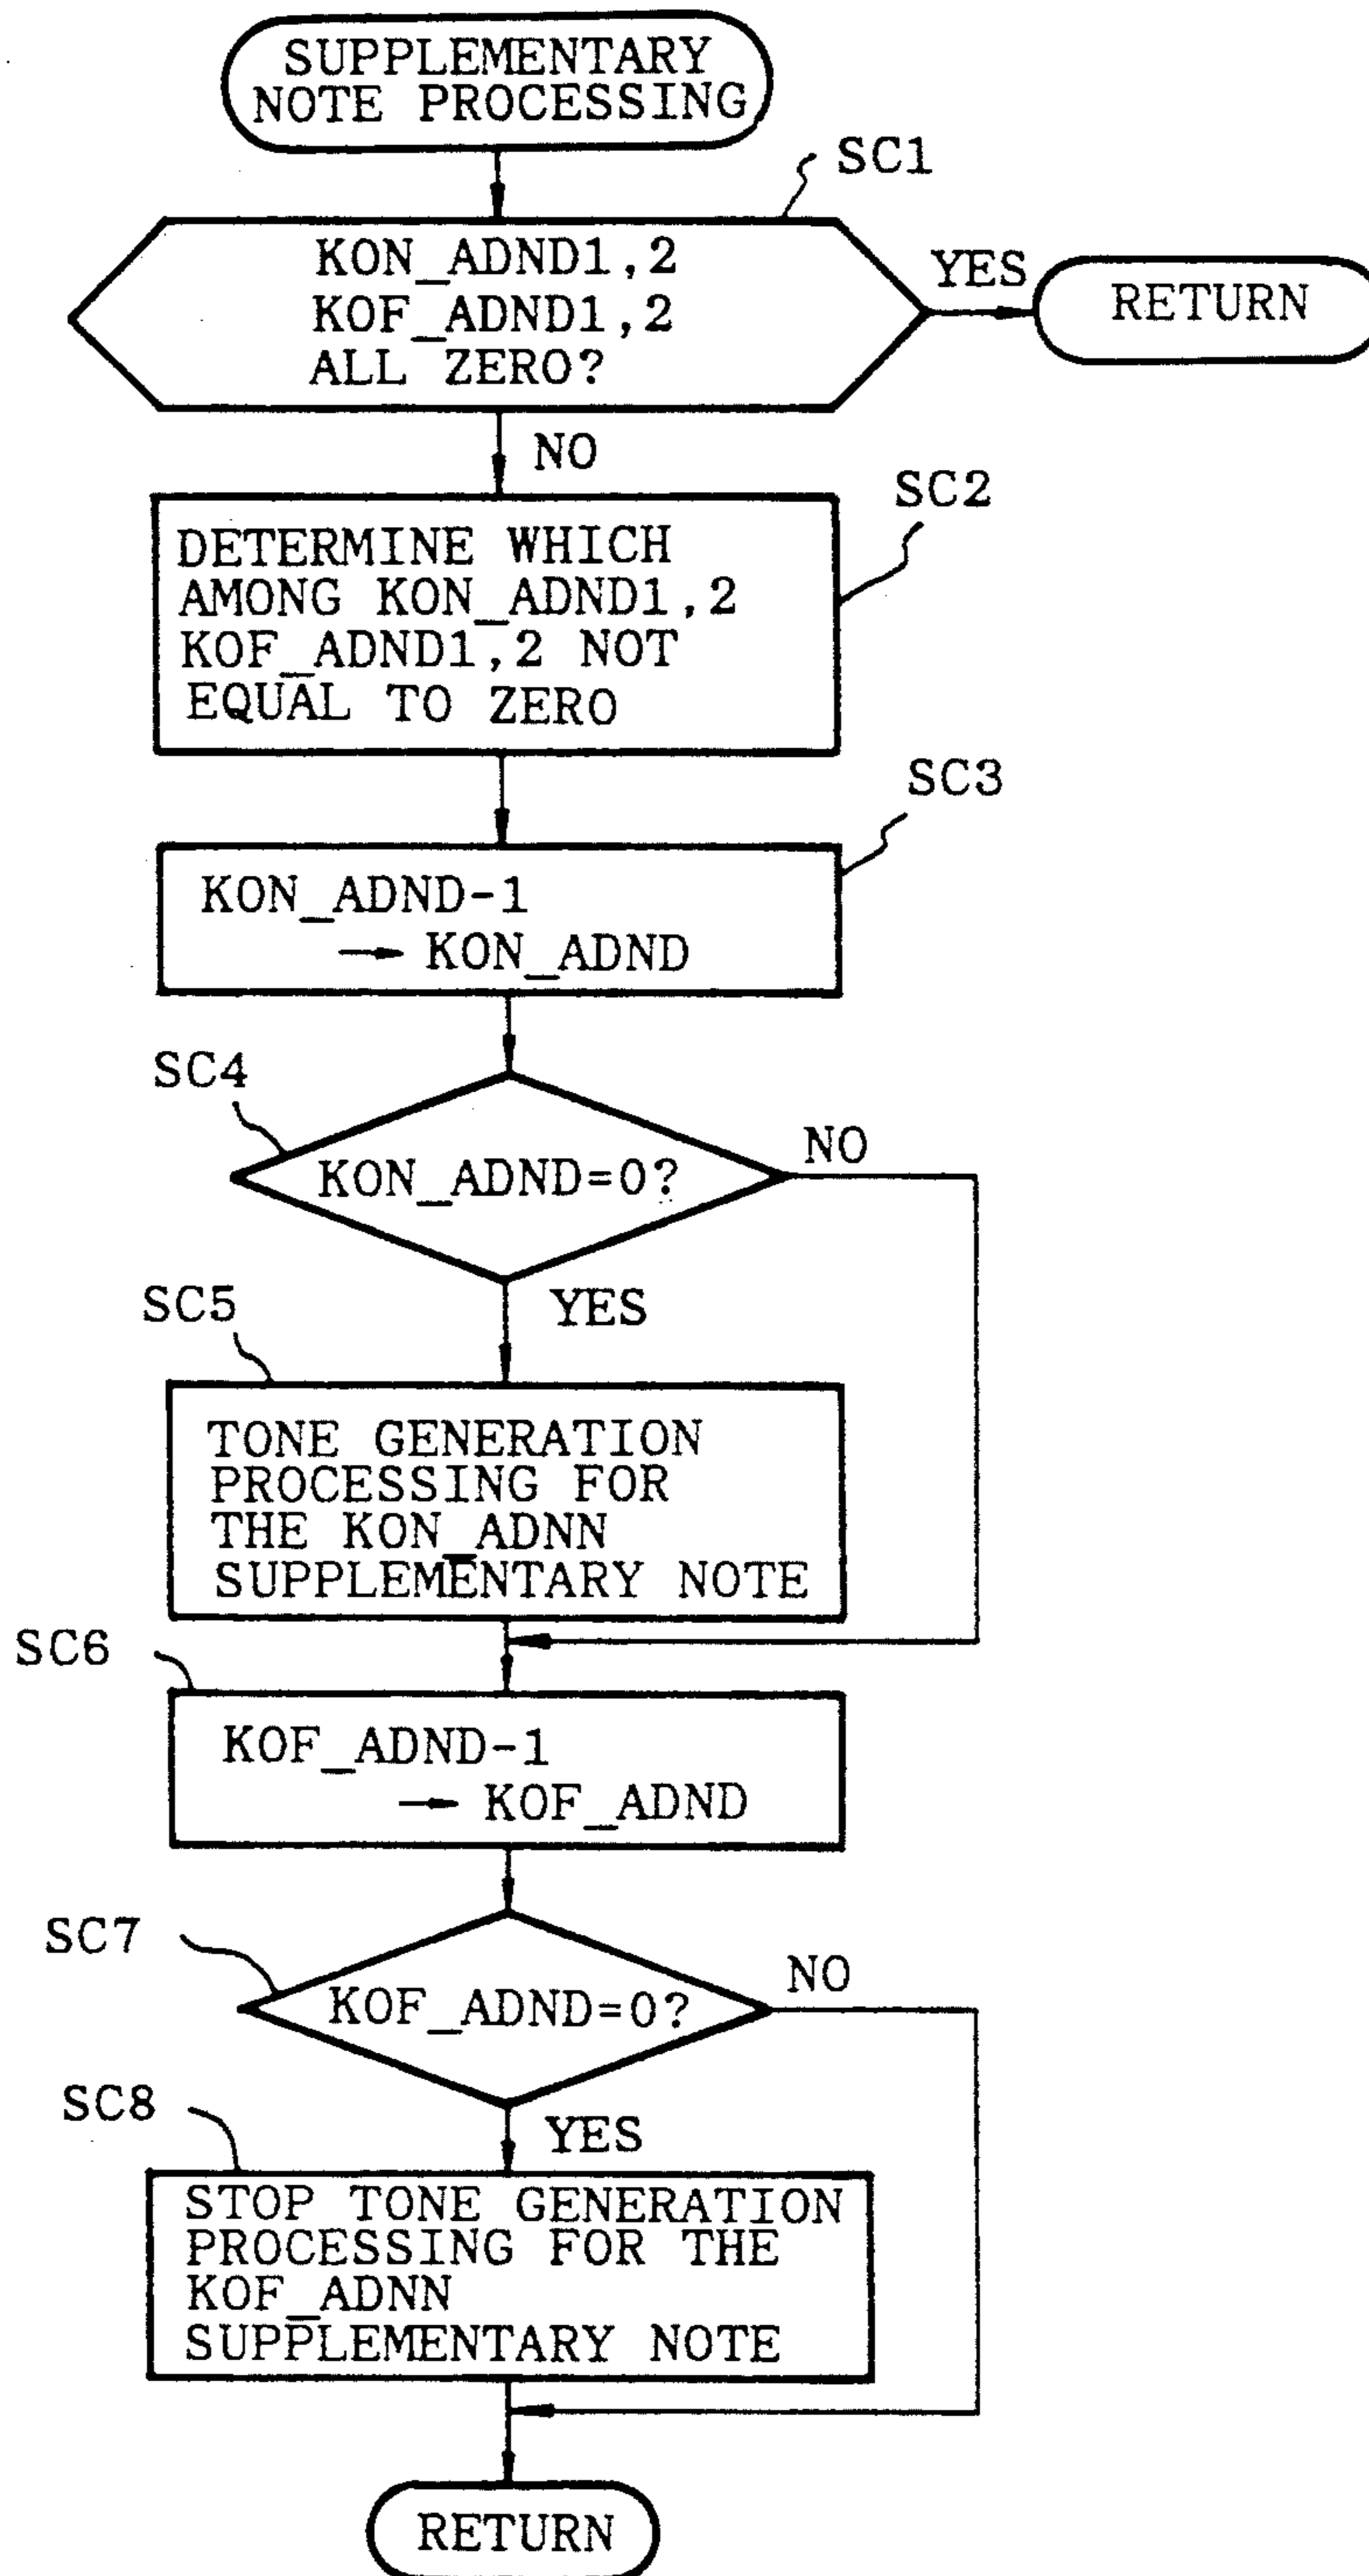 SUPPLEMENTARY
NOTE PROCESSING
SC1
KON_ADND1,2
KOF_ADND1,2
ALL ZERO?
YES
RETURN
NO
SC2
DETERMINE WHICH
AMONG KON_ADND1,2
KOF_ADND1,2 NOT
EQUAL TO ZERO
SC3
KON_ADND-1
→ KON_ADND
SC4
KON_ADND=0?
NO
YES
SC5
TONE GENERATION
PROCESSING FOR
THE KON_ADNN
SUPPLEMENTARY NOTE
SC6
KOF_ADND-1
→ KOF_ADND
SC7
KOF_ADND=0?
NO
YES
SC8
STOP TONE GENERATION
PROCESSING FOR THE
KOF_ADNN
SUPPLEMENTARY NOTE
RETURN